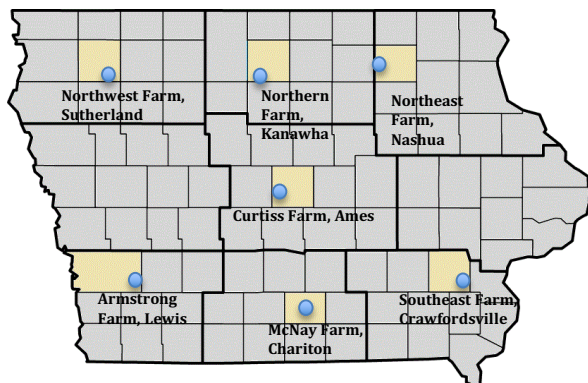 Northwest Farm,
Sutherland
Northern
Farm,
Kanawha
Northeast
Farm,
Nashua
Curtiss Farm, Ames
Armstrong
Farm, Lewis
McNay Farm,
Chariton
Southeast Farm,
Crawfordsville